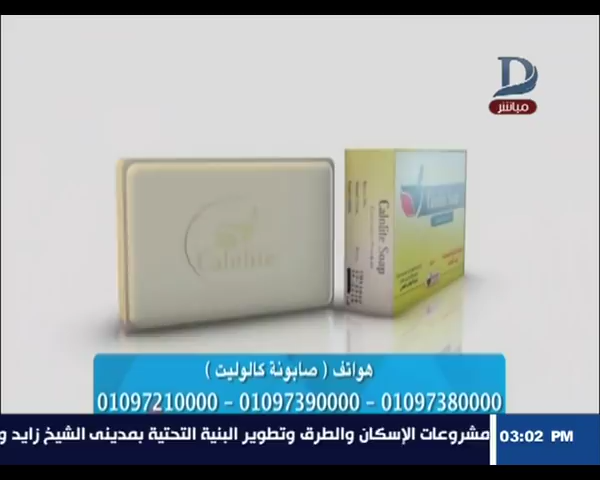 مباشر
Calolite
Calolite Soap
هواتف ( صابونة كالوليت )
01097210000 - 01097390000 - 01097380000
مشروعات الإسكان والطرق وتطوير البنية التحتية بمدينى الشيخ زايد و
03:02 PM